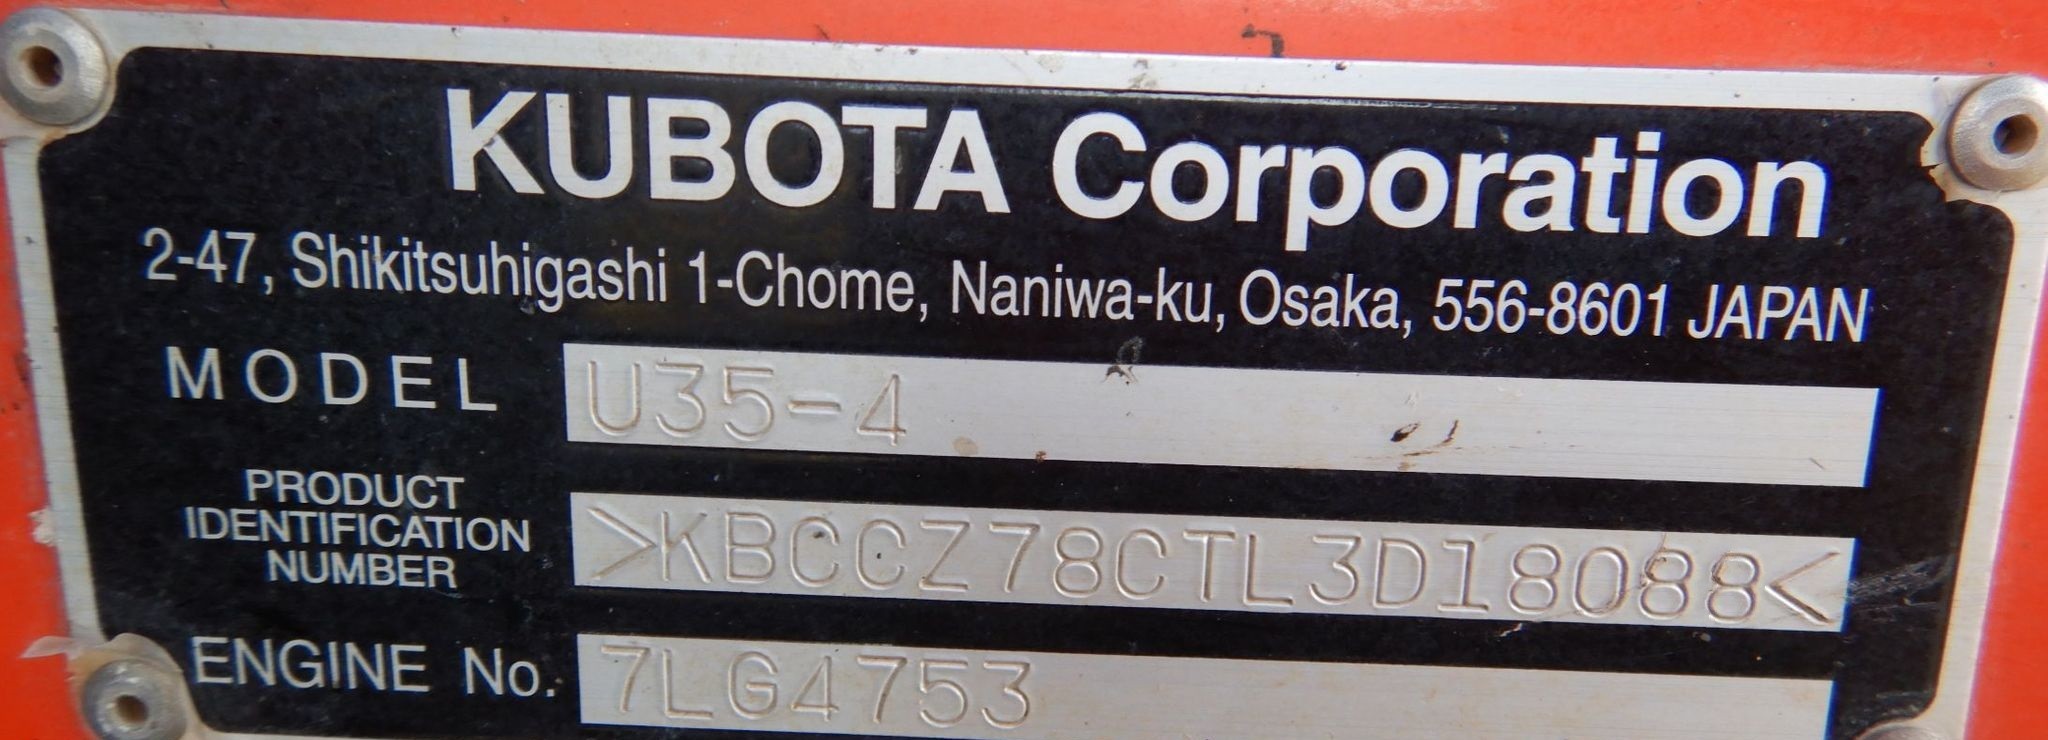 KUBOTA Corporation
2-47, Shikitsuhigashi 1-Chome, Naniwa-ku, Osaka, 556-8601 JAPAN
MODEL U35-4
PRODUCT
IDENTIFICATION
NUMBER
>KBCCZ78CTL3D18088<
ENGINE No. 7LG4753